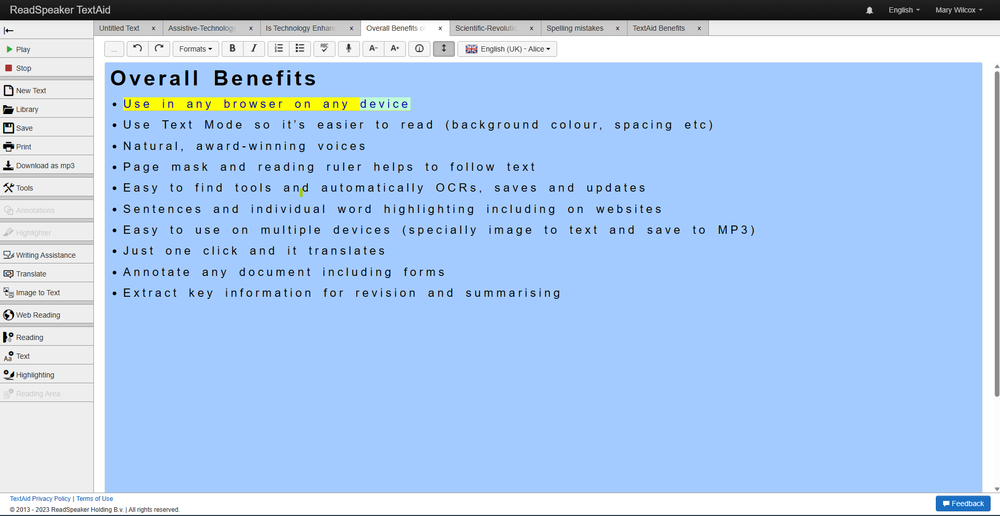 ReadSpeaker TextAid
English
Mary Wilcox
Untitled Text × Assistive-Technology × Is Technology Enhanc × Overall Benefits of × Scientific-Revolutio × Spelling mistakes × TextAid Benefits ×
... Formats B I ABC A- A+ English (UK) - Alice
Play
Stop
New Text
Library
Save
Print
Download as mp3
Tools
Annotations
Highlighter
Writing Assistance
Translate
Image to Text
Web Reading
Reading
Text
Highlighting
Reading Area
Overall Benefits
• Use in any browser on any device
• Use Text Mode so it’s easier to read (background colour, spacing etc)
• Natural, award-winning voices
• Page mask and reading ruler helps to follow text
• Easy to find tools and automatically OCRs, saves and updates
• Sentences and individual word highlighting including on websites
• Easy to use on multiple devices (specially image to text and save to MP3)
• Just one click and it translates
• Annotate any document including forms
• Extract key information for revision and summarising
TextAid Privacy Policy | Terms of Use
© 2013 - 2023 ReadSpeaker Holding B.v. | All rights reserved.
Feedback